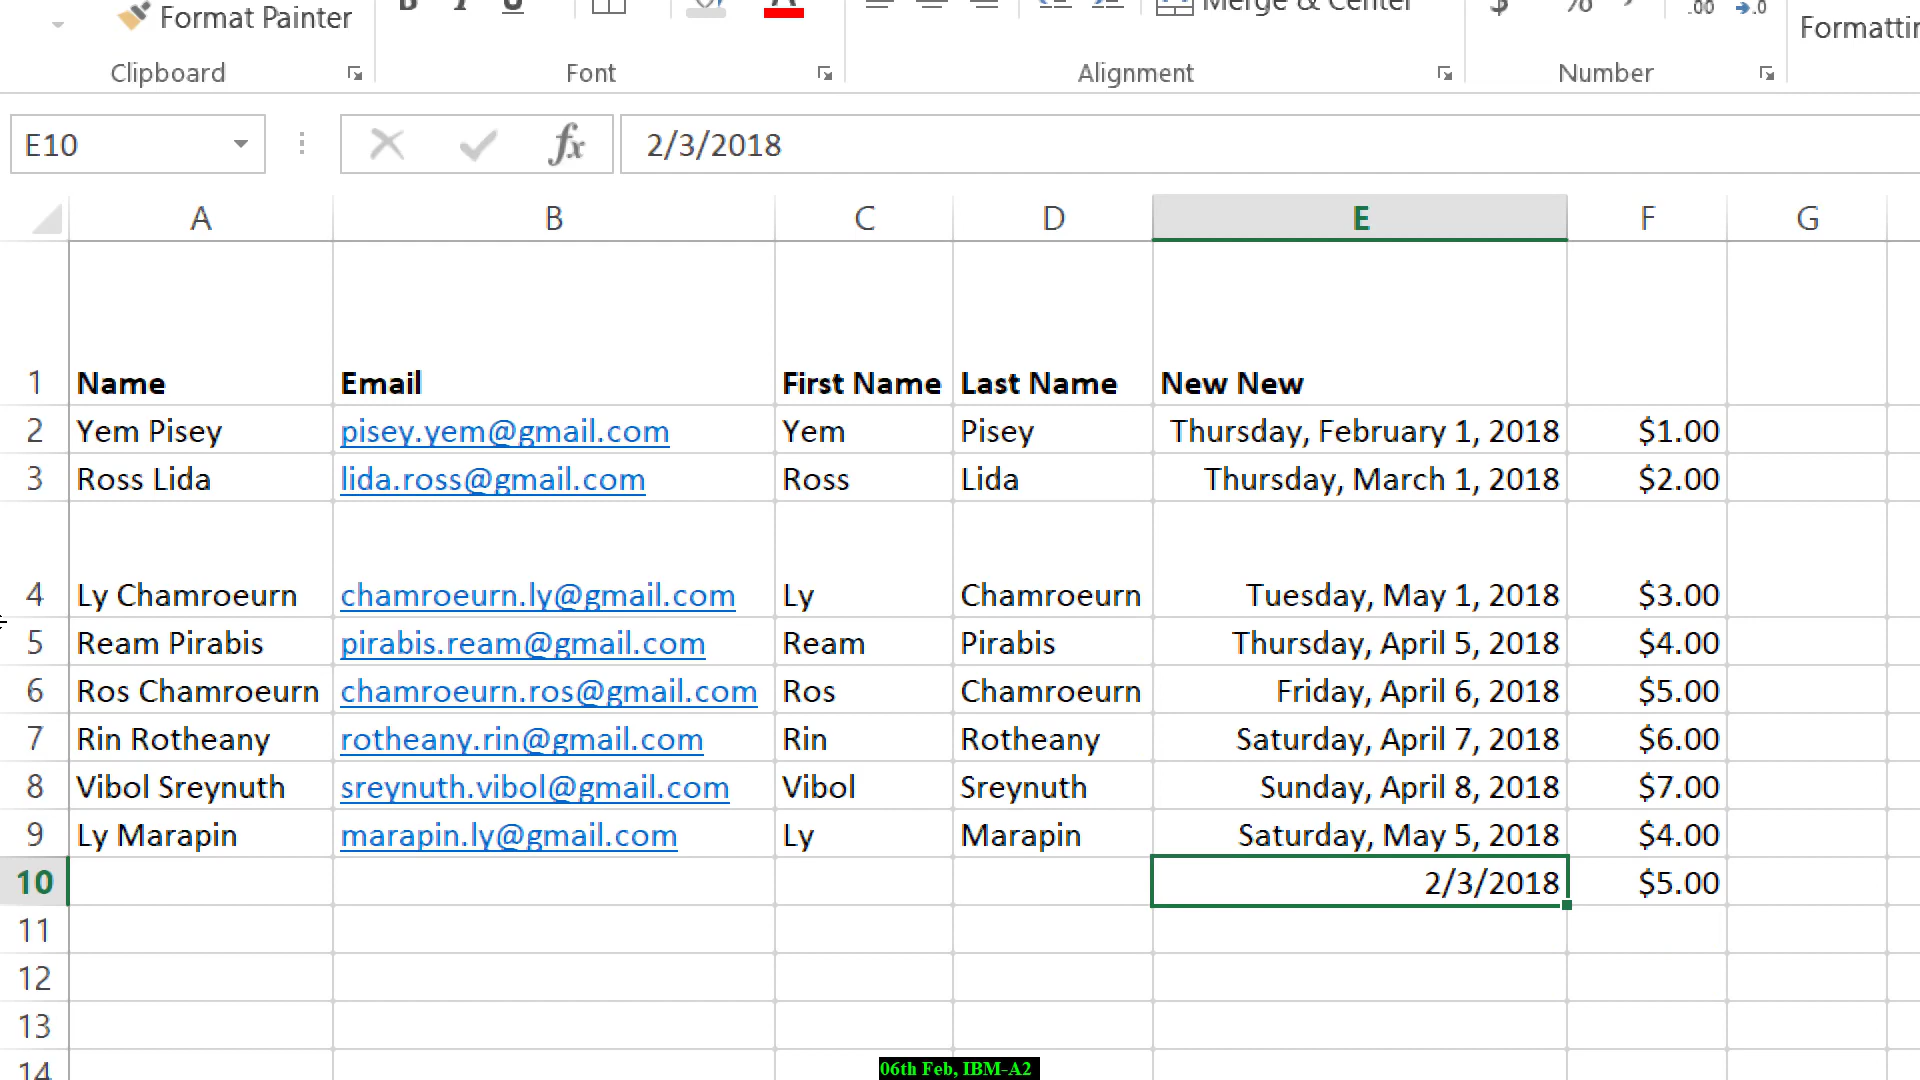 Format Painter
Merge & Center
$ % , .00 .0
Formattin
Clipboard Font Alignment Number
E10 fx 2/3/2018
A B C D E F G
1 Name Email First Name Last Name New New
2 Yem Pisey pisey.yem@gmail.com Yem Pisey Thursday, February 1, 2018 $1.00
3 Ross Lida lida.ross@gmail.com Ross Lida Thursday, March 1, 2018 $2.00
4 Ly Chamroeurn chamroeurn.ly@gmail.com Ly Chamroeurn Tuesday, May 1, 2018 $3.00
5 Ream Pirabis pirabis.ream@gmail.com Ream Pirabis Thursday, April 5, 2018 $4.00
6 Ros Chamroeurn chamroeurn.ros@gmail.com Ros Chamroeurn Friday, April 6, 2018 $5.00
7 Rin Rotheany rotheany.rin@gmail.com Rin Rotheany Saturday, April 7, 2018 $6.00
8 Vibol Sreynuth sreynuth.vibol@gmail.com Vibol Sreynuth Sunday, April 8, 2018 $7.00
9 Ly Marapin marapin.ly@gmail.com Ly Marapin Saturday, May 5, 2018 $4.00
10 2/3/2018 $5.00
11
12
13
14
06th Feb, IBM-A2